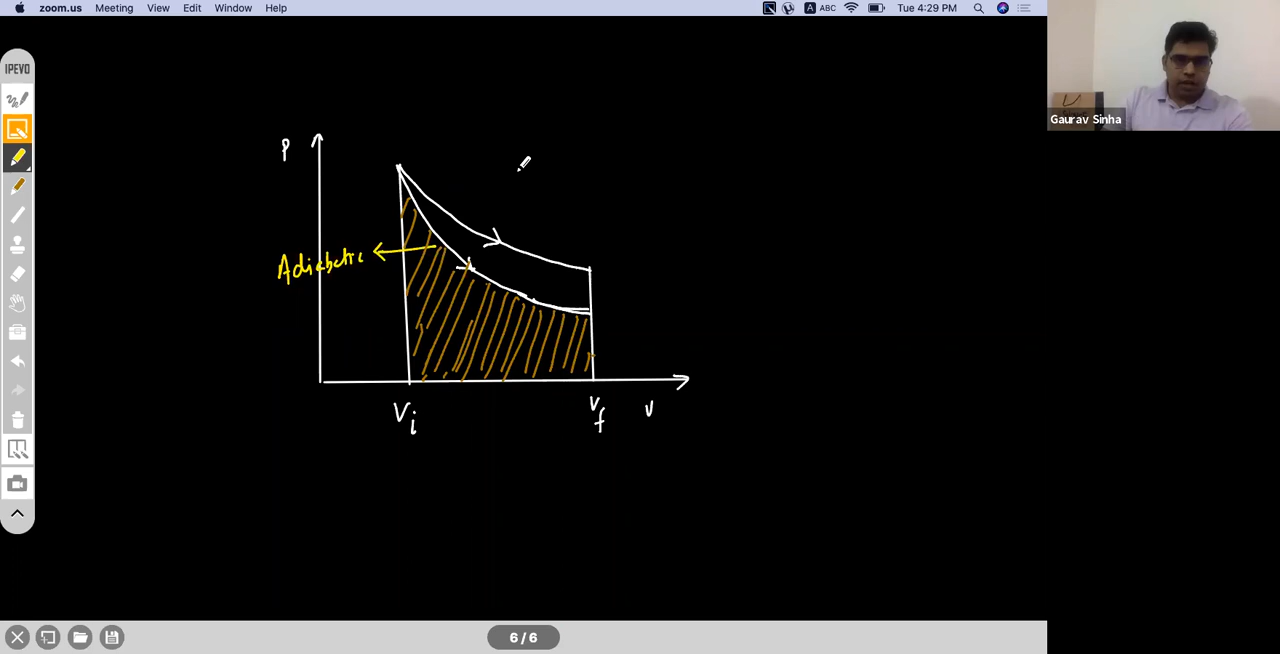 zoom.us Meeting View Edit Window Help
A ABC Tue 4:29 PM
IPEVO
Gaurav Sinha
P
Adiabatic
Vi
Vf
V
6 / 6